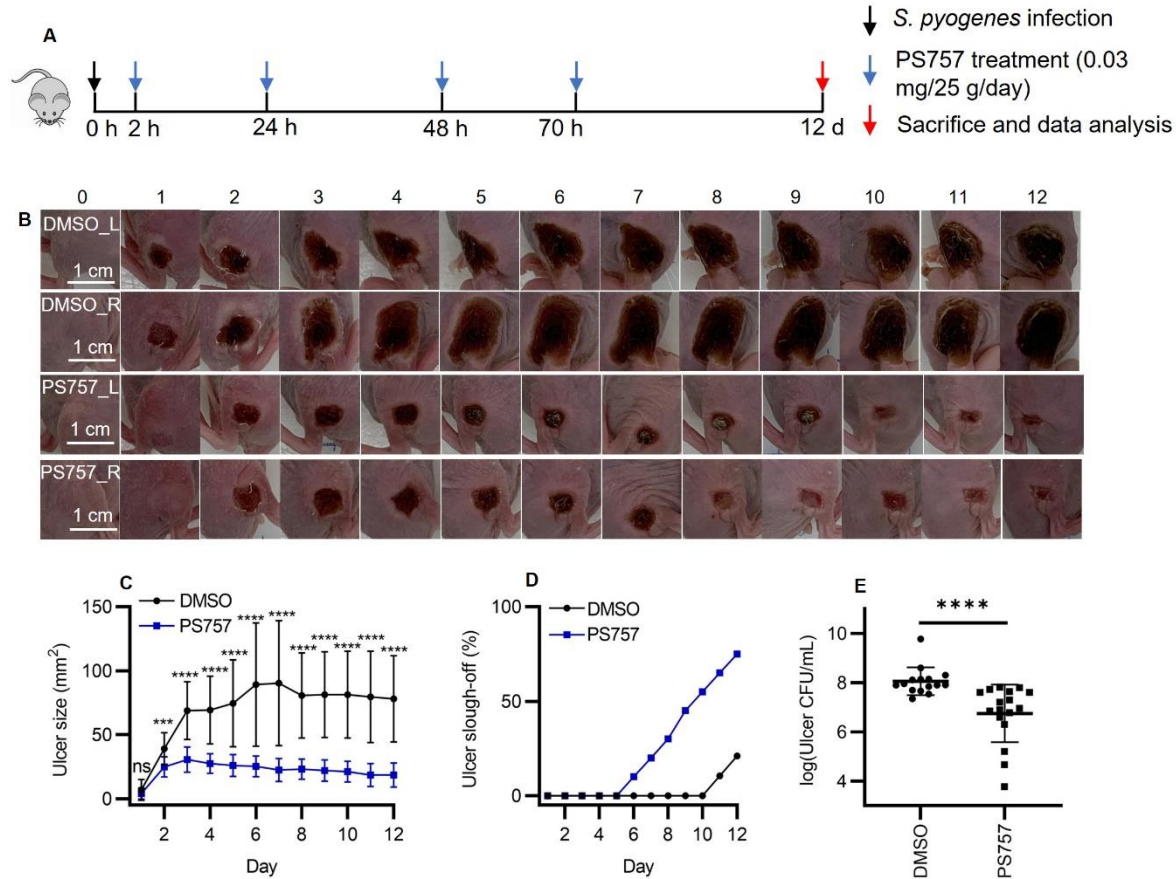 A
0 h
2 h
24 h
48 h
70 h
12 d
S. pyogenes infection
PS757 treatment (0.03
mg/25 g/day)
Sacrifice and data analysis
B
0 1 2 3 4 5 6 7 8 9 10 11 12
DMSO_L
1 cm
DMSO_R
1 cm
PS757_L
1 cm
PS757_R
1 cm
C
DMSO
PS757
Ulcer size (mm²)
150
100
50
0
ns
***
****
****
****
****
****
****
****
****
****
****
2 4 6 8 10 12
Day
D
DMSO
PS757
Ulcer slough-off (%)
100
50
0
2 4 6 8 10 12
Day
E
****
log(Ulcer CFU/mL)
10
8
6
4
DMSO
PS757